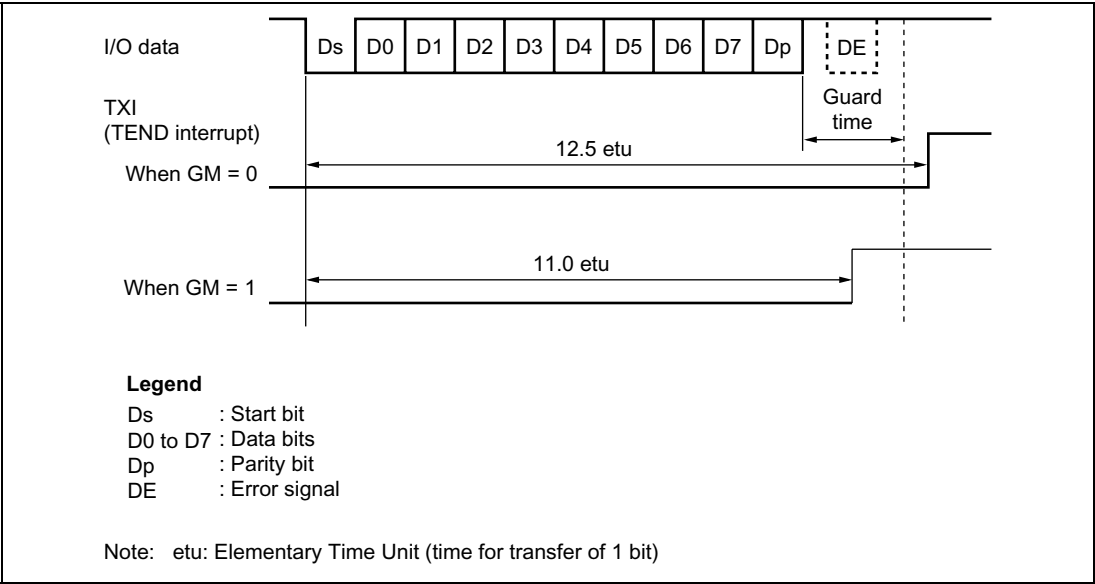 I/O data
Ds D0 D1 D2 D3 D4 D5 D6 D7 Dp DE
TXI
(TEND interrupt)
Guard
time
12.5 etu
When GM = 0
11.0 etu
When GM = 1
Legend
Ds : Start bit
D0 to D7 : Data bits
Dp : Parity bit
DE : Error signal
Note: etu: Elementary Time Unit (time for transfer of 1 bit)